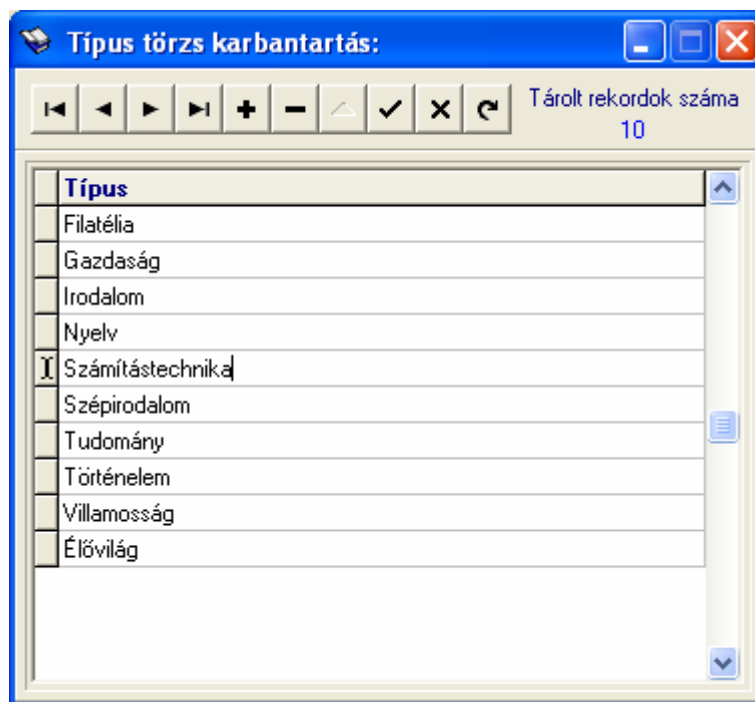 Típus törzs karbantartás:
Tárolt rekordok száma
10
Típus
Filatélia
Gazdaság
Irodalom
Nyelv
Számítástechnika
Szépirodalom
Tudomány
Történelem
Villamosság
Élővilág